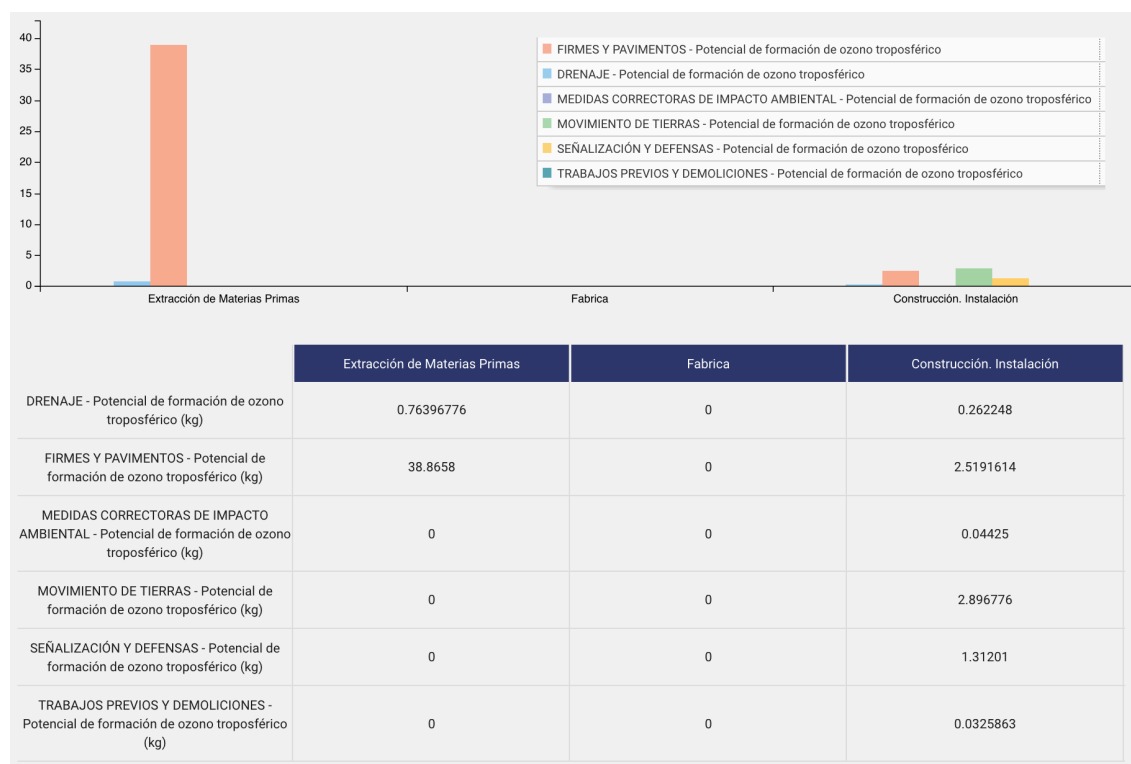 40
35
30
25
20
15
10
5
0
FIRMES Y PAVIMENTOS - Potencial de formación de ozono troposférico
DRENAJE - Potencial de formación de ozono troposférico
MEDIDAS CORRECTORAS DE IMPACTO AMBIENTAL - Potencial de formación de ozono troposférico
MOVIMIENTO DE TIERRAS - Potencial de formación de ozono troposférico
SEÑALIZACIÓN Y DEFENSAS - Potencial de formación de ozono troposférico
TRABAJOS PREVIOS Y DEMOLICIONES - Potencial de formación de ozono troposférico
Extracción de Materias Primas Fabrica Construcción. Instalación
Extracción de Materias Primas Fabrica Construcción. Instalación
DRENAJE - Potencial de formación de ozono
troposférico (kg)
0.76396776 0 0.262248
FIRMES Y PAVIMENTOS - Potencial de
formación de ozono troposférico (kg)
38.8658 0 2.5191614
MEDIDAS CORRECTORAS DE IMPACTO
AMBIENTAL - Potencial de formación de ozono
troposférico (kg)
0 0 0.04425
MOVIMIENTO DE TIERRAS - Potencial de
formación de ozono troposférico (kg)
0 0 2.896776
SEÑALIZACIÓN Y DEFENSAS - Potencial de
formación de ozono troposférico (kg)
0 0 1.31201
TRABAJOS PREVIOS Y DEMOLICIONES -
Potencial de formación de ozono troposférico
(kg)
0 0 0.0325863